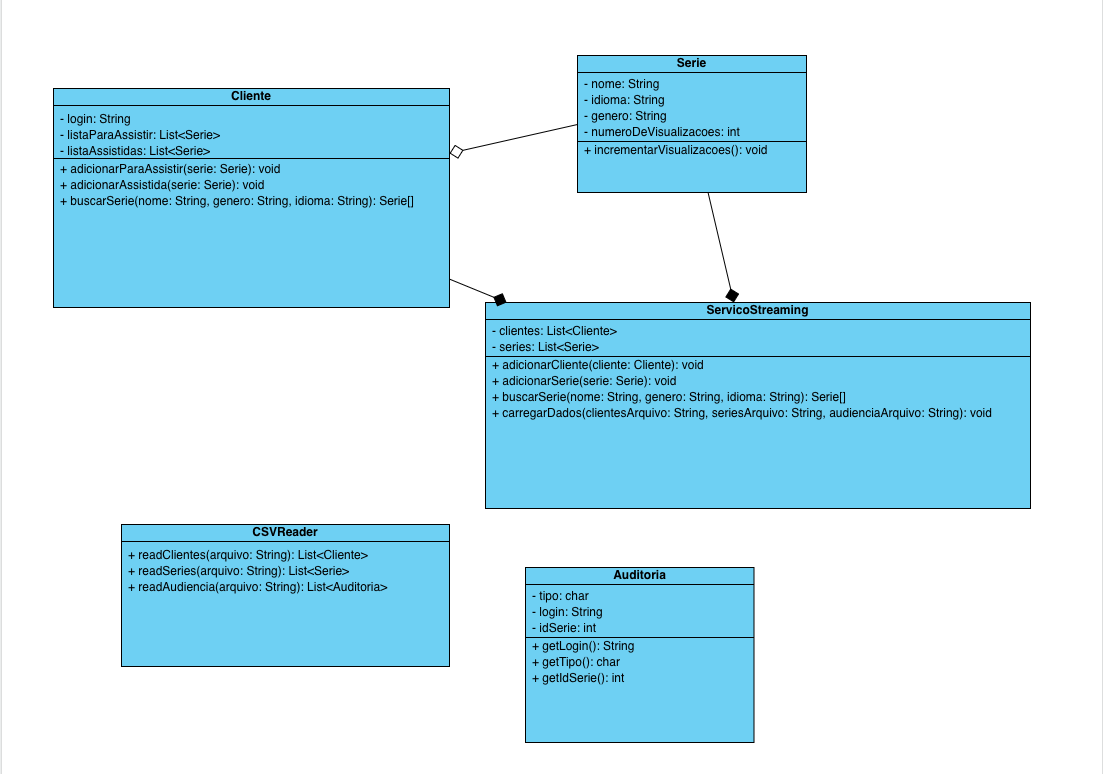 Cliente
- login: String
- listaParaAssistir: List<Serie>
- listaAssistidas: List<Serie>
+ adicionarParaAssistir(serie: Serie): void
+ adicionarAssistida(serie: Serie): void
+ buscarSerie(nome: String, genero: String, idioma: String): Serie[]
Serie
- nome: String
- idioma: String
- genero: String
- numeroDeVisualizacoes: int
+ incrementarVisualizacoes(): void
ServicoStreaming
- clientes: List<Cliente>
- series: List<Serie>
+ adicionarCliente(cliente: Cliente): void
+ adicionarSerie(serie: Serie): void
+ buscarSerie(nome: String, genero: String, idioma: String): Serie[]
+ carregarDados(clientesArquivo: String, seriesArquivo: String, audienciaArquivo: String): void
CSVReader
+ readClientes(arquivo: String): List<Cliente>
+ readSeries(arquivo: String): List<Serie>
+ readAudiencia(arquivo: String): List<Auditoria>
Auditoria
- tipo: char
- login: String
- idSerie: int
+ getLogin(): String
+ getTipo(): char
+ getIdSerie(): int